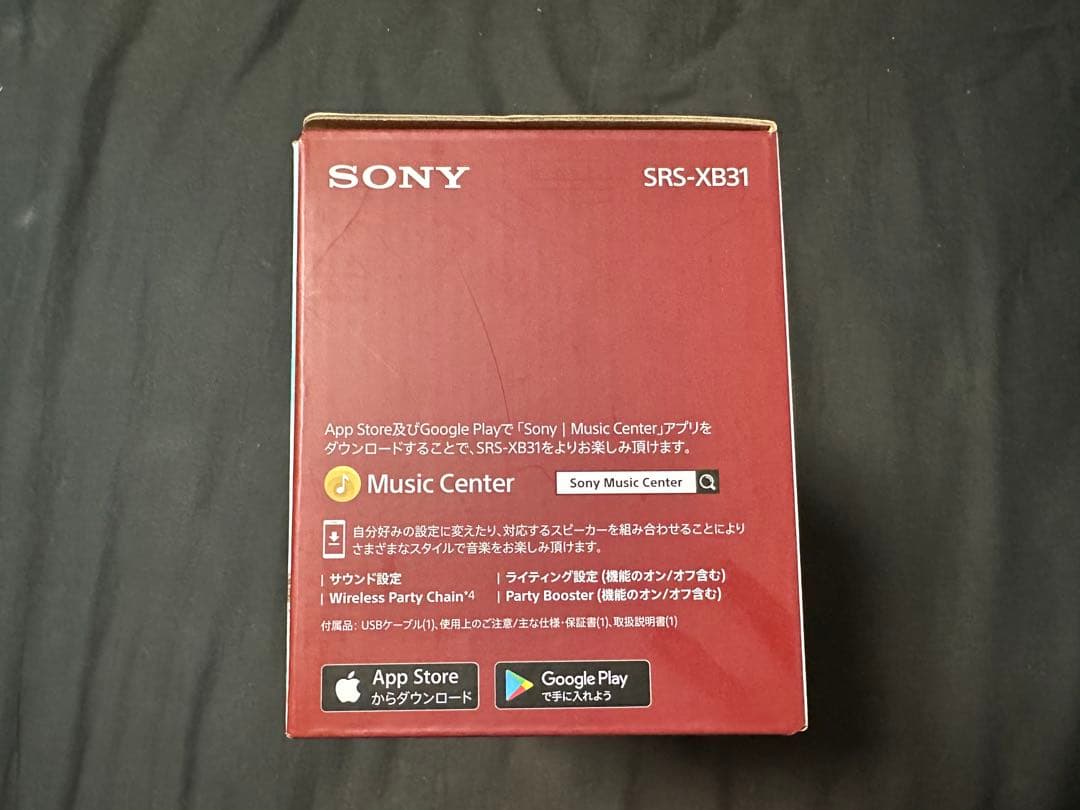 SONY
SRS-XB31
App Store及びGoogle Playで「Sony | Music Center」アプリを
ダウンロードすることで、SRS-XB31をよりお楽しみ頂けます。
Music Center
Sony Music Center
自分好みの設定に変えたり、対応するスピーカーを組み合わせることにより
さまざまなスタイルで音楽をお楽しみ頂けます。
| サウンド設定
| ライティング設定 (機能のオン/オフ含む)
| Wireless Party Chain*4
| Party Booster (機能のオン/オフ含む)
付属品: USBケーブル(1)、使用上のご注意/主な仕様・保証書(1)、取扱説明書(1)
App Store
からダウンロード
Google Play
で手に入れよう